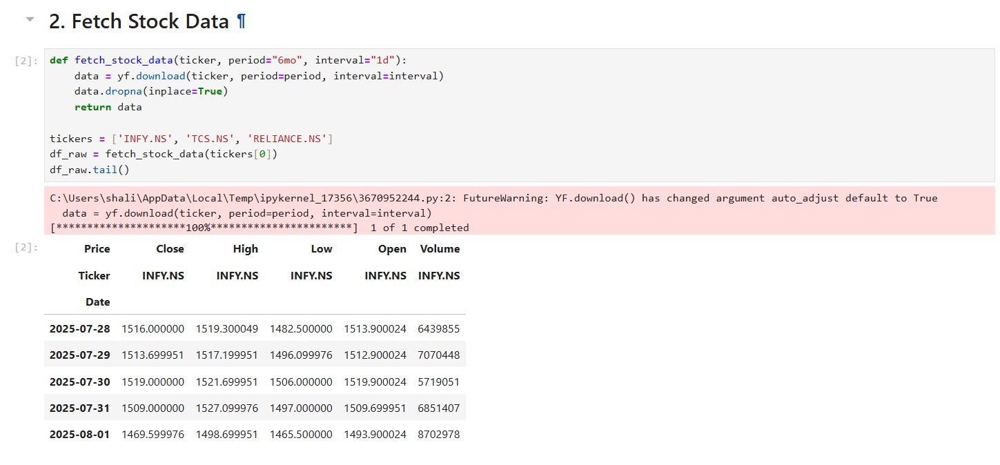 2. Fetch Stock Data ¶
[2]:
def fetch_stock_data(ticker, period="6mo", interval="1d"):
    data = yf.download(ticker, period=period, interval=interval)
    data.dropna(inplace=True)
    return data
tickers = ['INFY.NS', 'TCS.NS', 'RELIANCE.NS']
df_raw = fetch_stock_data(tickers[0])
df_raw.tail()
C:\Users\shali\AppData\Local\Temp\ipykernel_17356\3670952244.py:2: FutureWarning: YF.download() has changed argument auto_adjust default to True
  data = yf.download(ticker, period=period, interval=interval)
[*********************100%***********************]  1 of 1 completed
[2]:
Price Close High Low Open Volume
Ticker INFY.NS INFY.NS INFY.NS INFY.NS INFY.NS
Date
2025-07-28 1516.000000 1519.300049 1482.500000 1513.900024 6439855
2025-07-29 1513.699951 1517.199951 1496.099976 1512.900024 7070448
2025-07-30 1519.000000 1521.699951 1506.000000 1519.900024 5719051
2025-07-31 1509.000000 1527.099976 1497.000000 1509.699951 6851407
2025-08-01 1469.599976 1498.699951 1465.500000 1493.900024 8702978